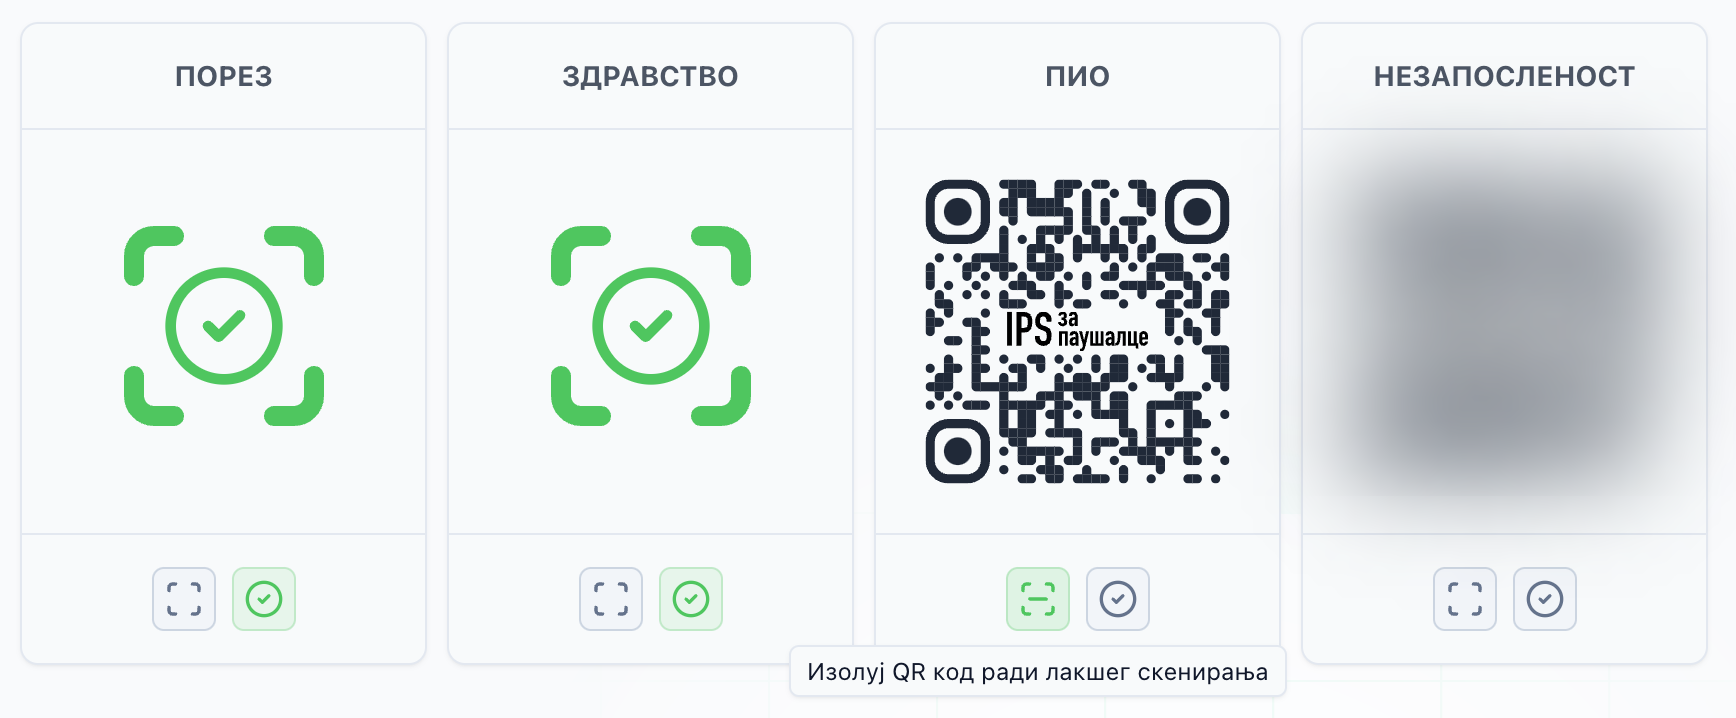 ПОРЕЗ
ЗДРАВСТВО
ПИО
НЕЗАПОСЛЕНОСТ
IPS за
паушалце
Изолуј QR код ради лакшег скенирања